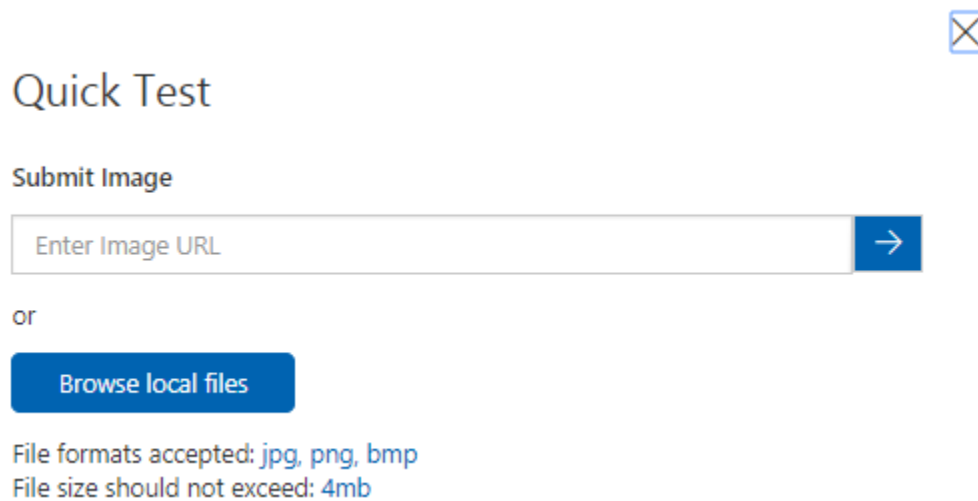 Quick Test
Submit Image
Enter Image URL
or
Browse local files
File formats accepted: jpg, png, bmp
File size should not exceed: 4mb